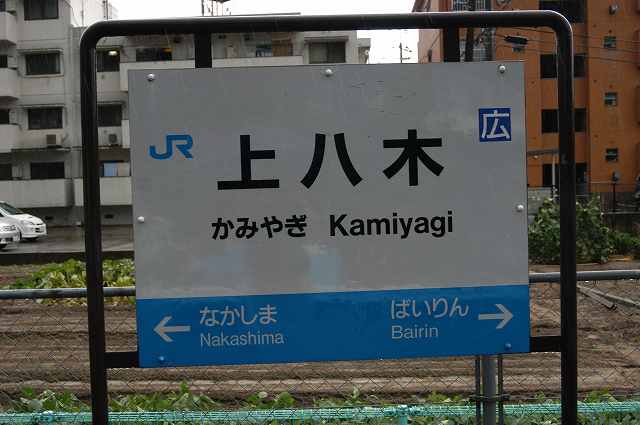 JR
広
上八木
かみやぎ Kamiyagi
なかしま ばいりん
← Nakashima Bairin →